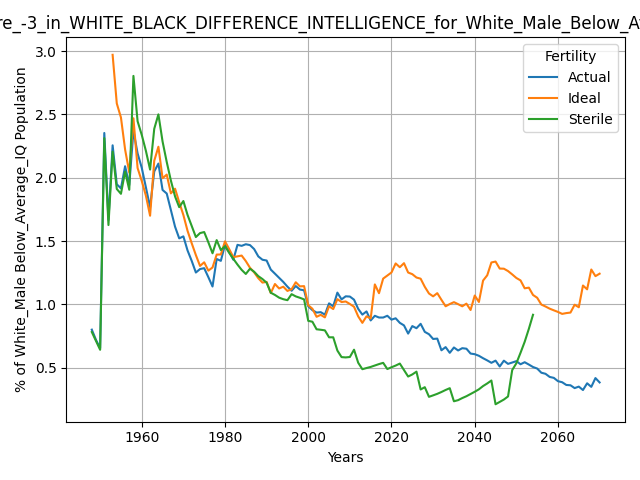 re_-3_in_WHITE_BLACK_DIFFERENCE_INTELLIGENCE_for_White_Male_Below_A
Fertility
Actual
Ideal
Sterile
% of White_Male Below_Average_IQ Population
3.0
2.5
2.0
1.5
1.0
0.5
1960 1980 2000 2020 2040 2060
Years